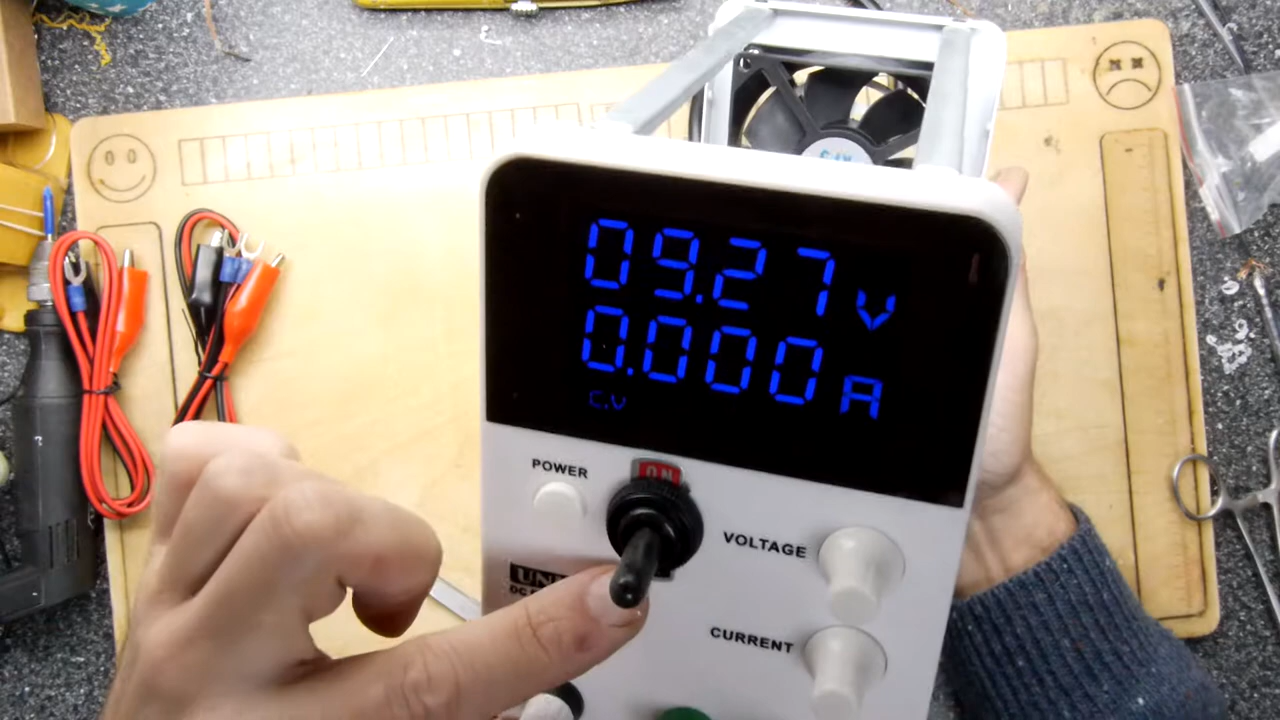 09.27 V
0.000 A
C.V
POWER
ON
VOLTAGE
CURRENT